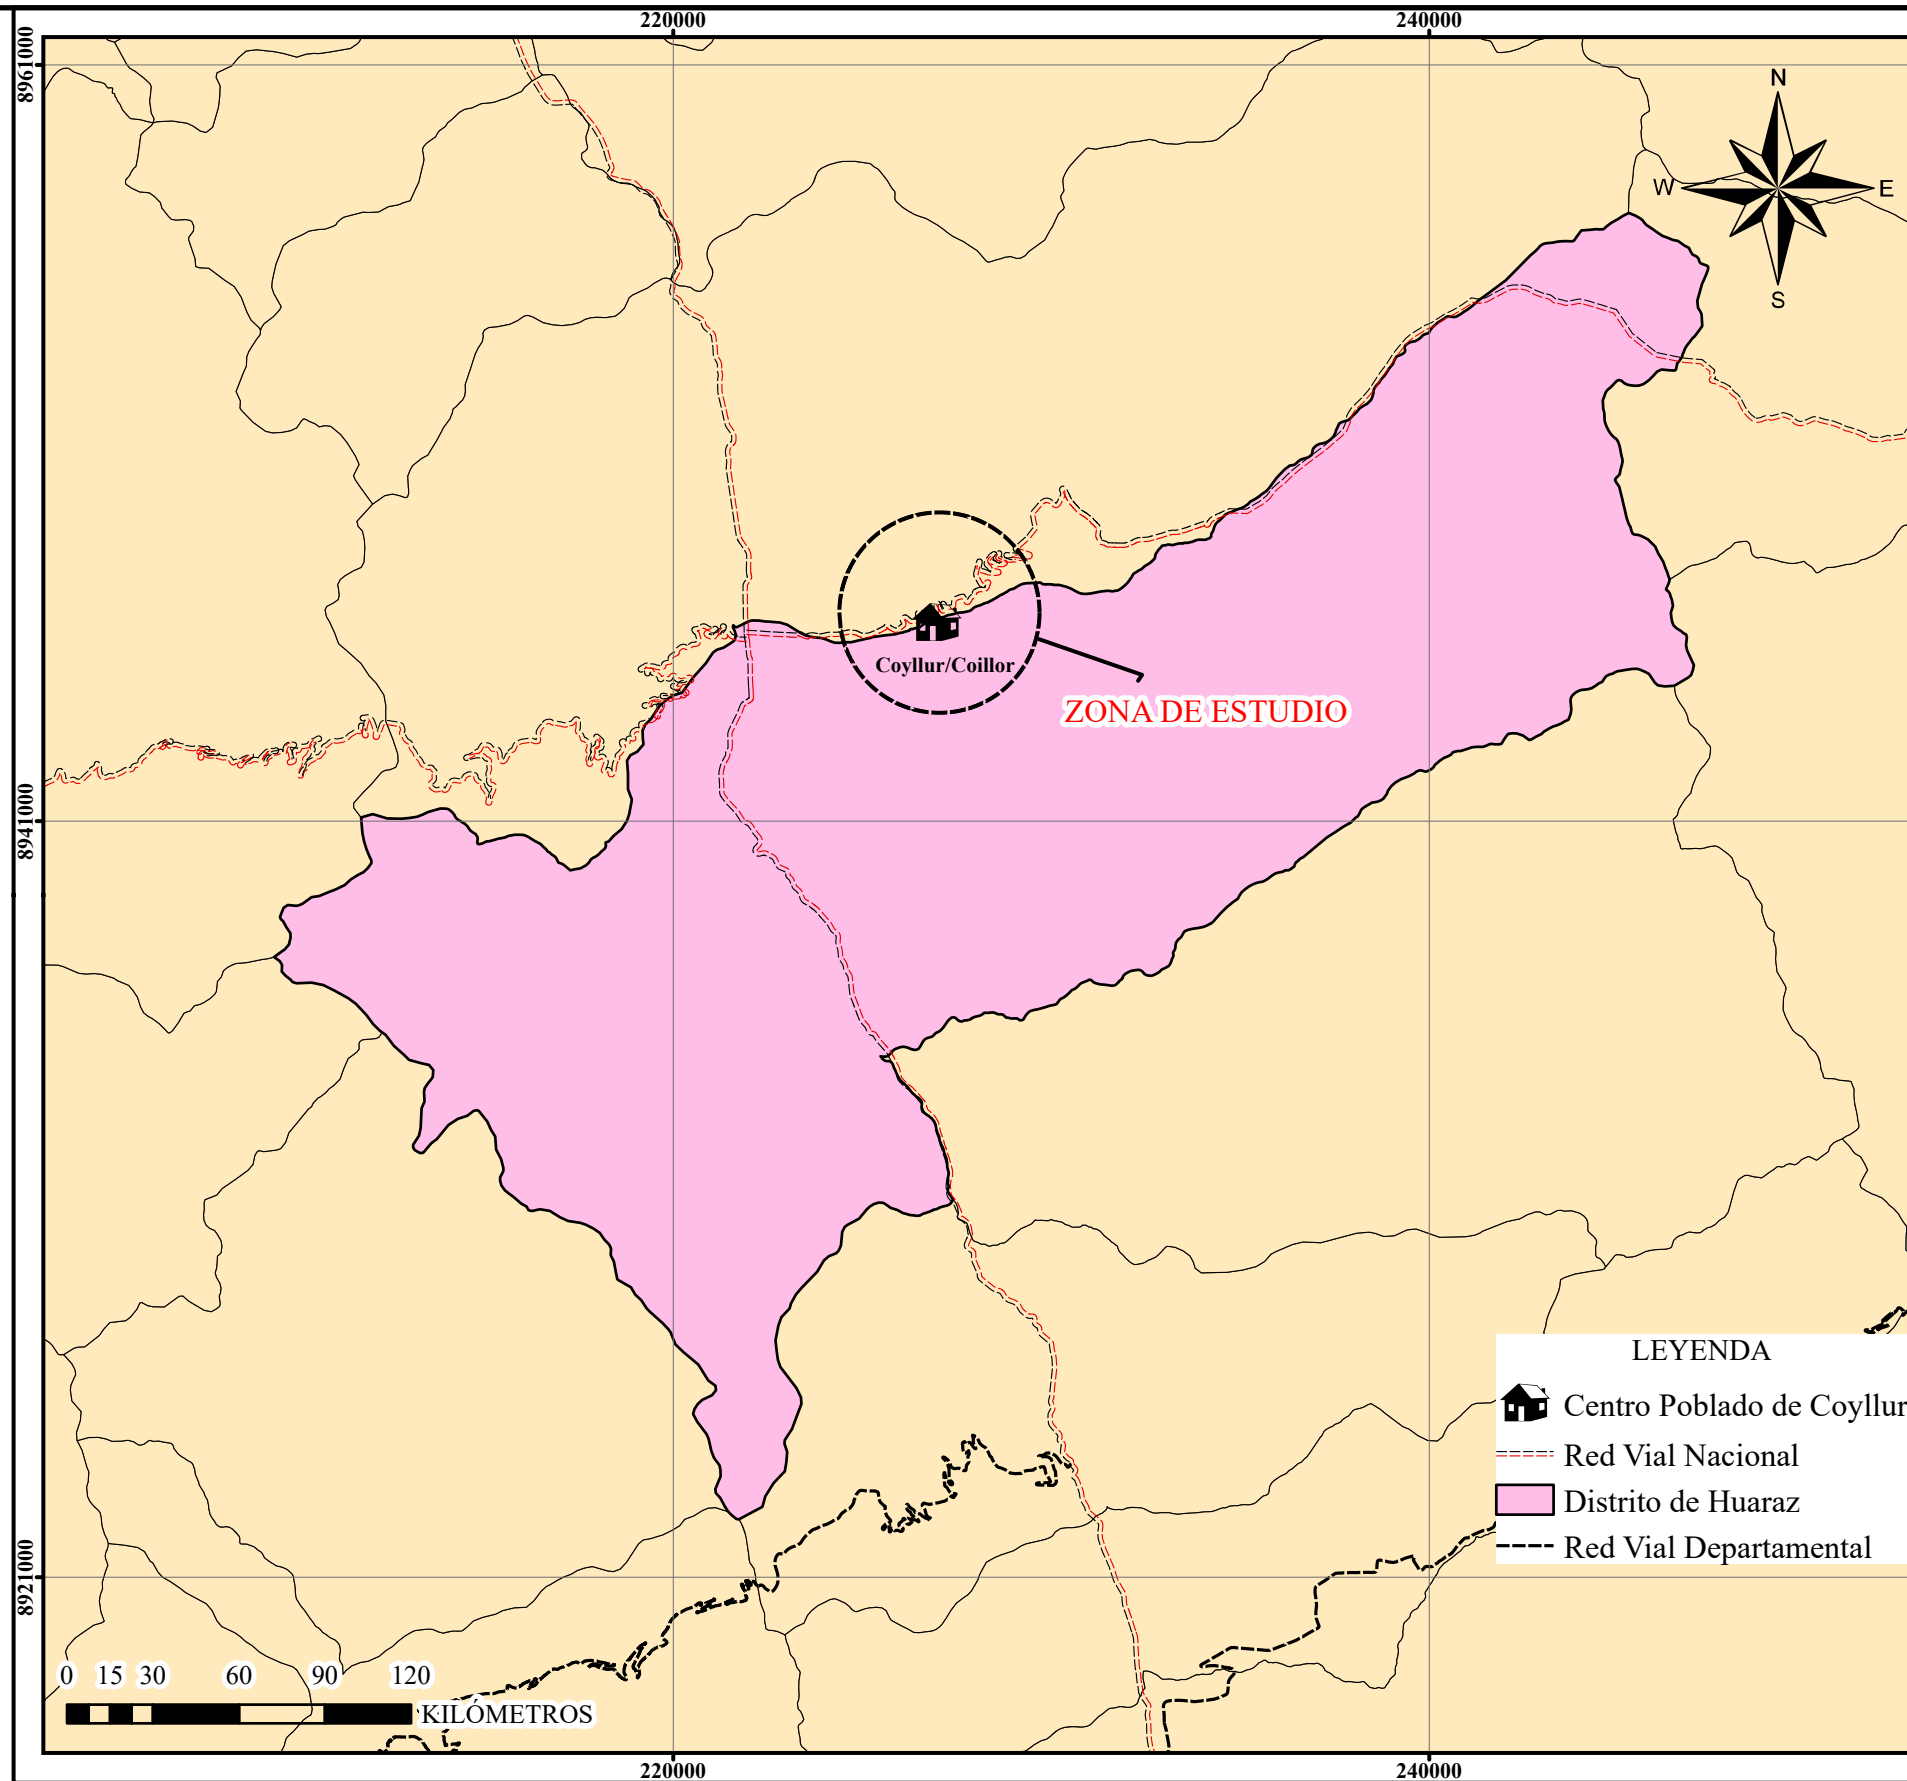 220000 240000
8961000
N
W E
S
Coyllur/Coillor
ZONA DE ESTUDIO
8941000
LEYENDA
Centro Poblado de Coyllur
Red Vial Nacional
Distrito de Huaraz
Red Vial Departamental
8921000
0 15 30 60 90 120
KILÓMETROS
220000 240000